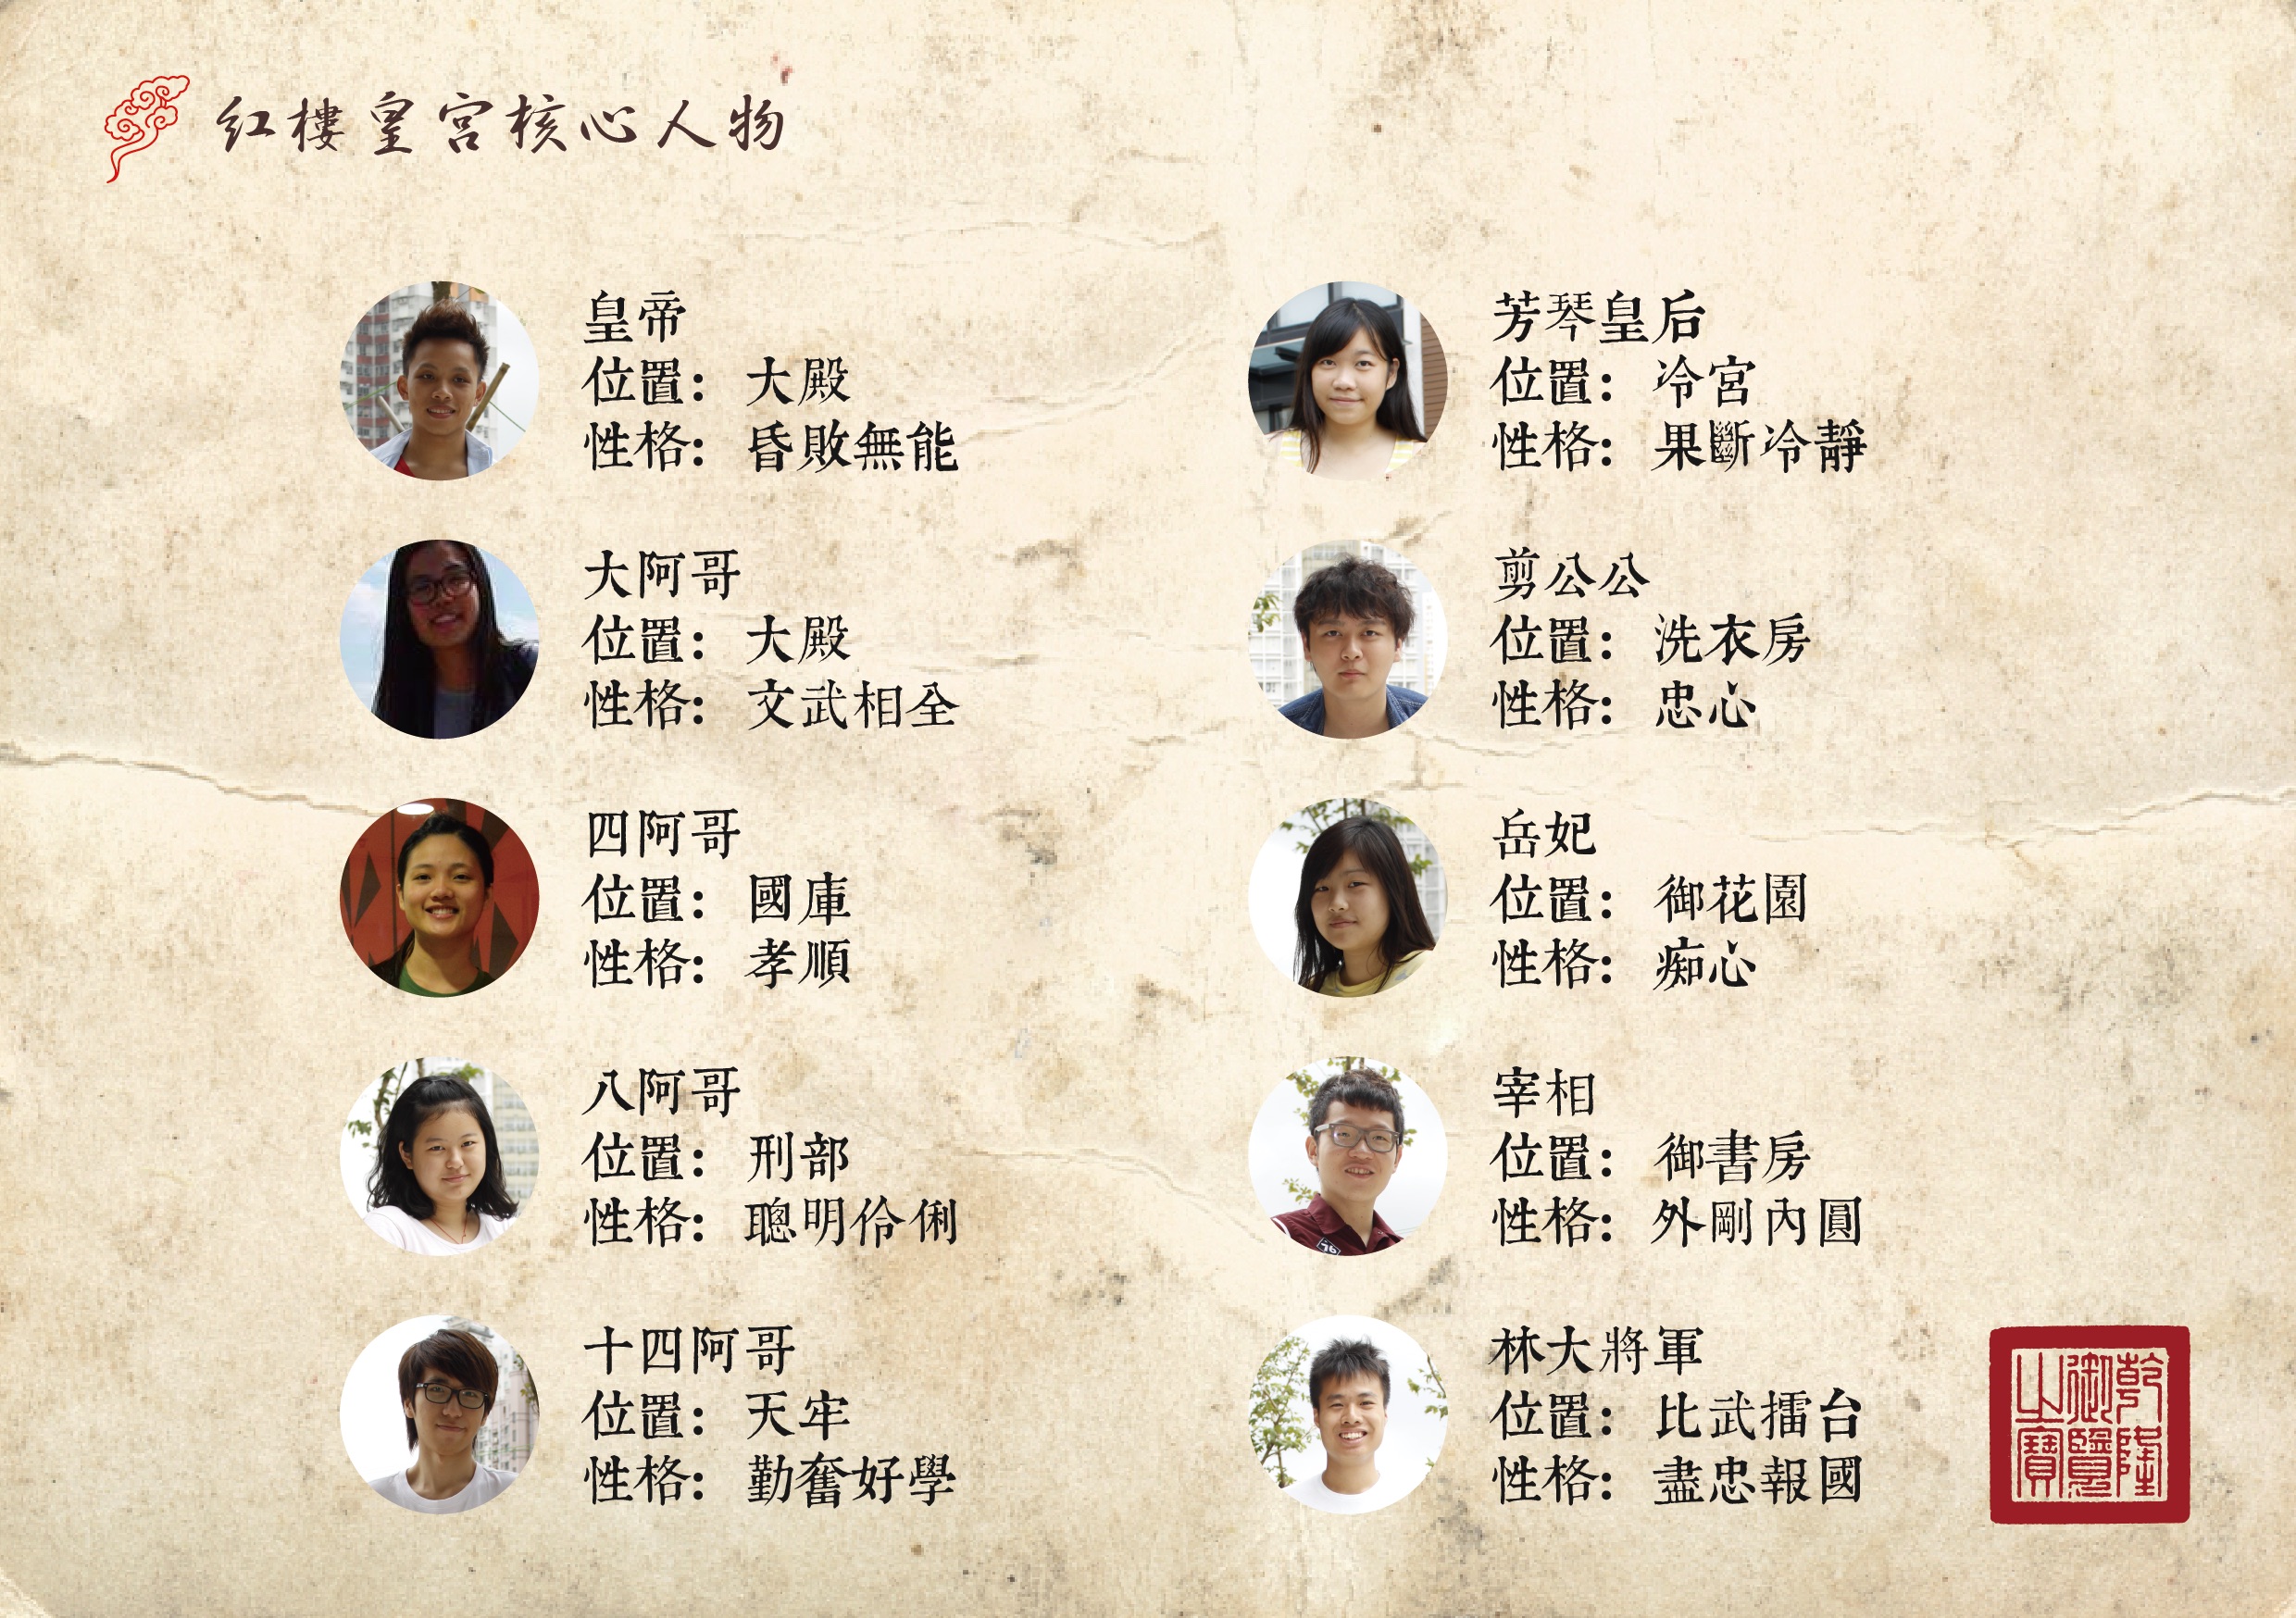 红樓皇宮核心人物
皇帝
位置：大殿
性格：昏敗無能
大阿哥
位置：大殿
性格：文武相全
四阿哥
位置：國庫
性格：孝順
八阿哥
位置：刑部
性格：聰明伶俐
十四阿哥
位置：天牢
性格：勤奮好學
芳琴皇后
位置：冷宮
性格：果斷冷靜
剪公公
位置：洗衣房
性格：忠心
岳妃
位置：御花園
性格：痴心
宰相
位置：御書房
性格：外剛內圓
林大將軍
位置：比武擂台
性格：盡忠報國
乾隆
御覽
之寶